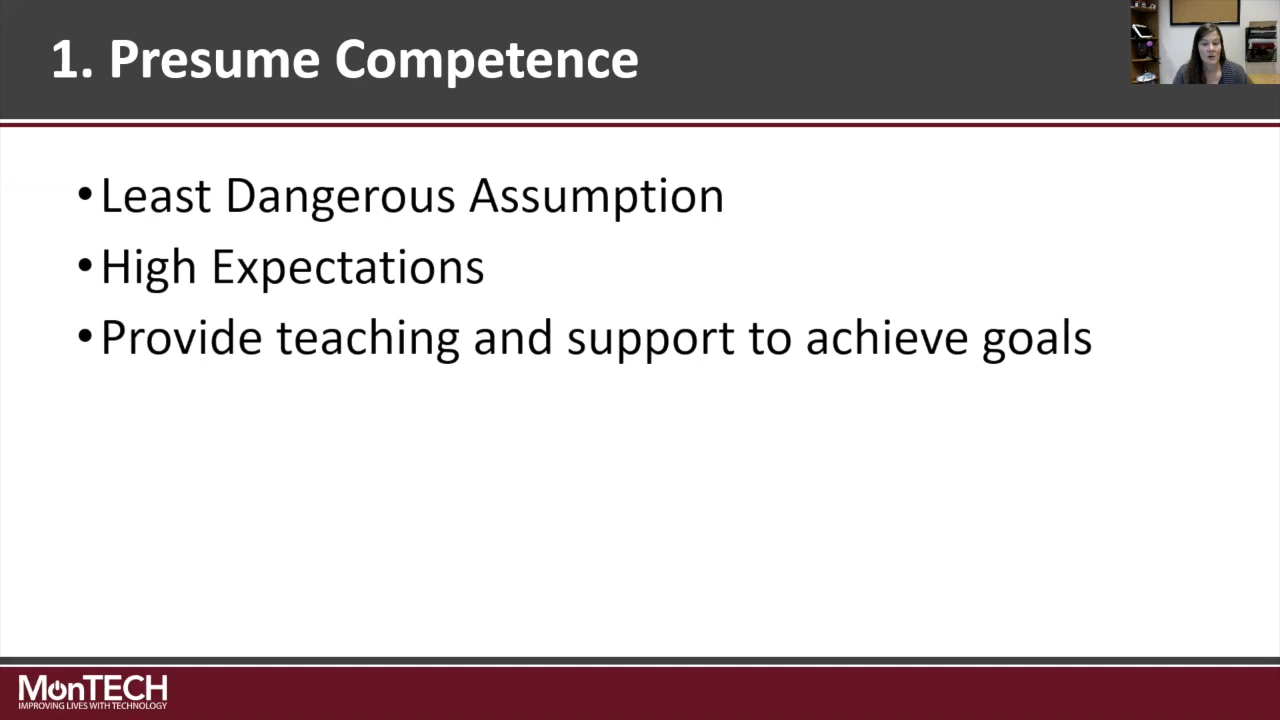 1. Presume Competence
•Least Dangerous Assumption
•High Expectations
•Provide teaching and support to achieve goals
MonTECH
IMPROVING LIVES WITH TECHNOLOGY